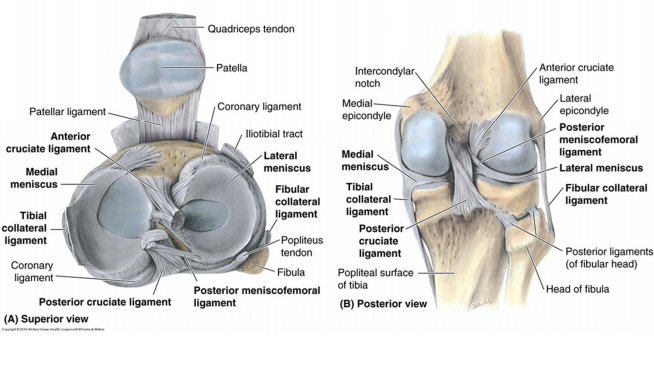 Quadriceps tendon
Patella
Patellar ligament
Coronary ligament
Anterior
cruciate ligament
Iliotibial tract
Medial
meniscus
Lateral
meniscus
Fibular
collateral
ligament
Tibial
collateral
ligament
Popliteus
tendon
Coronary
ligament
Fibula
Posterior cruciate ligament
Posterior meniscofemoral
ligament
(A) Superior view
Intercondylar
notch
Anterior cruciate
ligament
Medial
epicondyle
Lateral
epicondyle
Posterior
meniscofemoral
ligament
Medial
meniscus
Lateral meniscus
Tibial
collateral
ligament
Fibular collateral
ligament
Posterior
cruciate
ligament
Posterior ligaments
(of fibular head)
Popliteal surface
of tibia
Head of fibula
(B) Posterior view